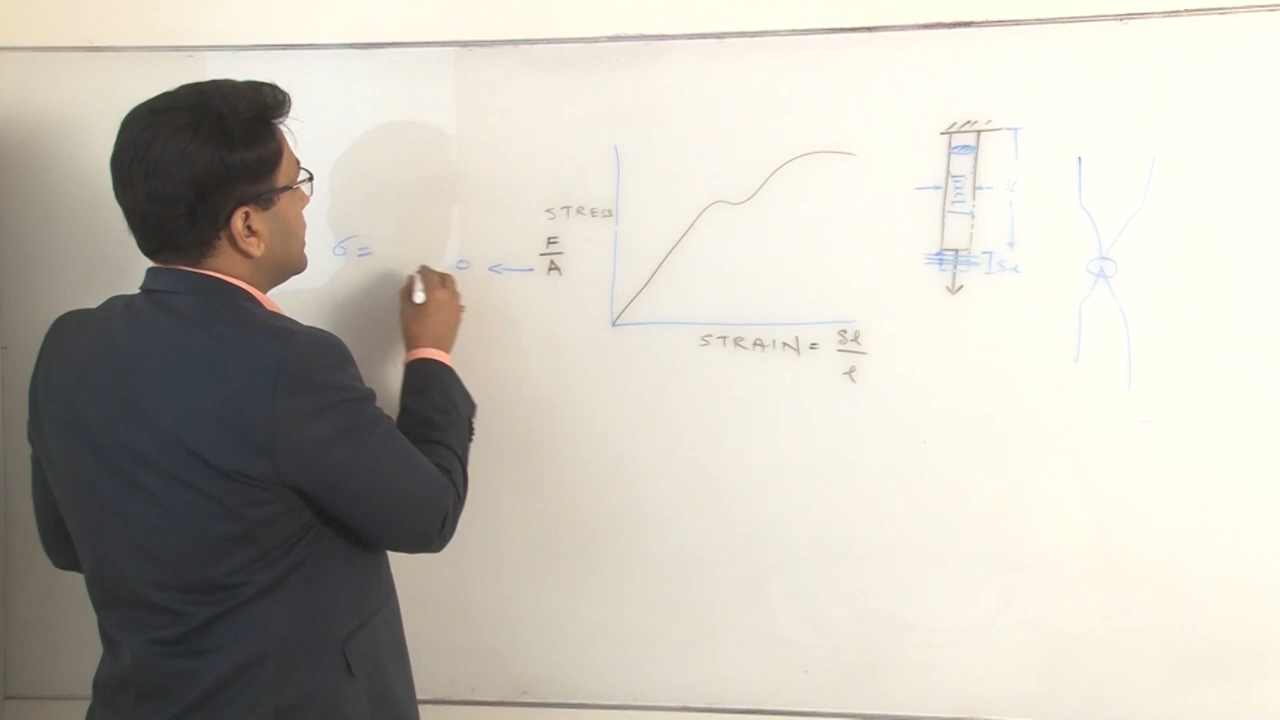 STRESS
F
A
σ =
o ←
STRAIN = δl
l
δl